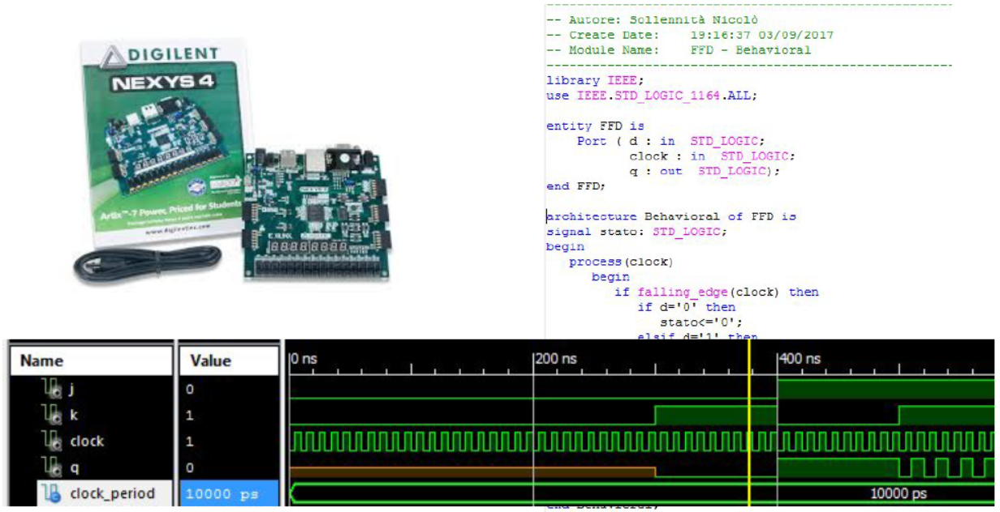 DIGILENT
NEXYS 4
Artix™-7 Power, Priced for Students
www.digilentinc.com
NEXYS 4
-- Autore: Sollennità Nicolò
-- Create Date:    19:16:37 03/09/2017
-- Module Name:    FFD - Behavioral
library IEEE;
use IEEE.STD_LOGIC_1164.ALL;
entity FFD is
Port ( d : in  STD_LOGIC;
clock : in  STD_LOGIC;
q : out  STD_LOGIC);
end FFD;
architecture Behavioral of FFD is
signal stato: STD_LOGIC;
begin
process(clock)
begin
if falling_edge(clock) then
if d='0' then
stato<='0';
elsif d='1' then
Name Value 0 ns 200 ns 400 ns
j 0
k 1
clock 1
q 0
clock_period 10000 ps 10000 ps
end Behavioral;